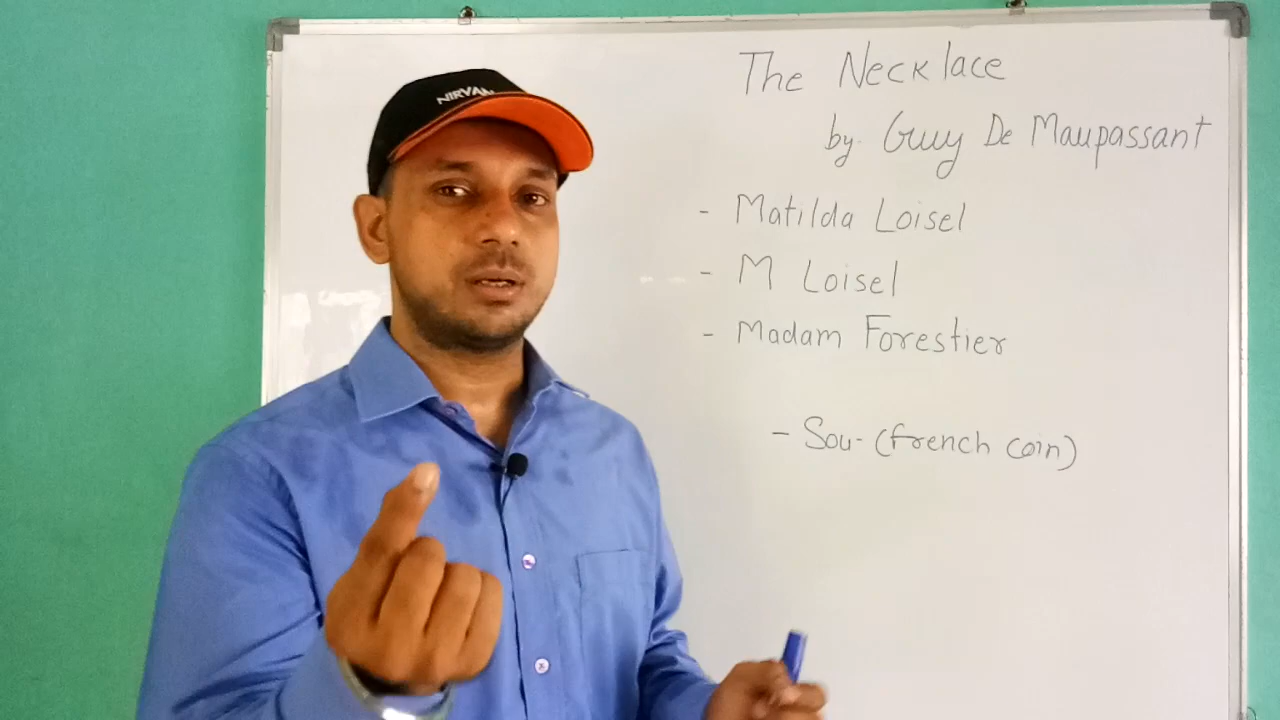 NIRVAN
The Necklace
by. Guy De Maupassant
- Matilda Loisel
- M Loisel
- Madam Forestier
- Sou- (french coin)